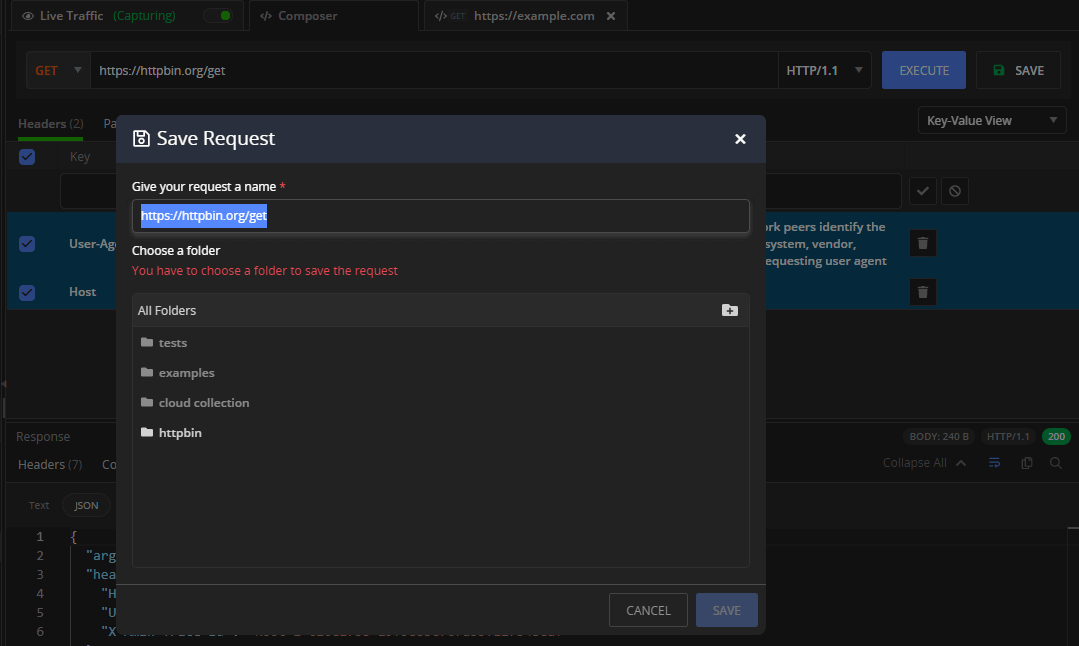 Live Traffic (Capturing)
</> Composer
</> GET https://example.com
GET https://httpbin.org/get HTTP/1.1 EXECUTE SAVE
Headers (2) Pa
Key-Value View
Key
Save Request
Give your request a name *
https://httpbin.org/get
Choose a folder
You have to choose a folder to save the request
All Folders
tests
examples
cloud collection
httpbin
CANCEL SAVE
User-Age
rk peers identify the
system, vendor,
equesting user agent
Host
Response
BODY: 240 B HTTP/1.1 200
Headers (7) Co
Collapse All
Text JSON
1 {
2 "arg
3 "hea
4 "H
5 "U
6 "X